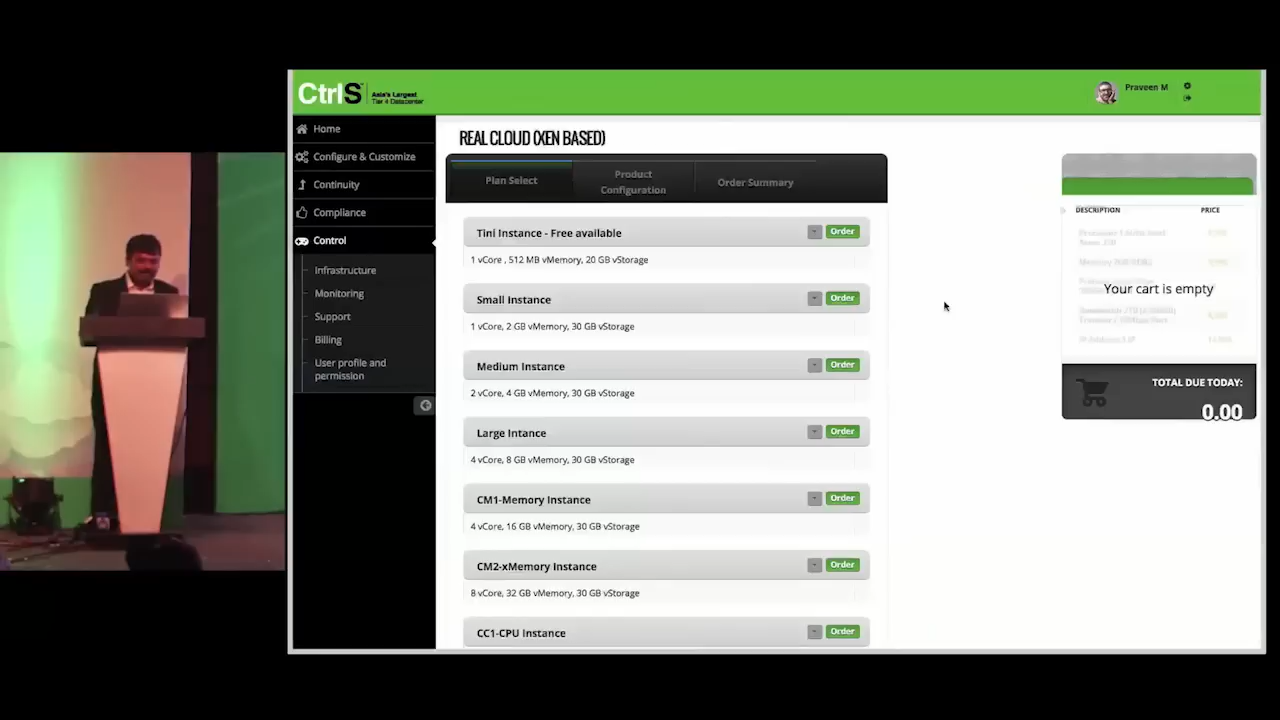 CtrlS
Asia's Largest
Tier 4 Datacenter
Praveen M
Home
Configure & Customize
Continuity
Compliance
Control
Infrastructure
Monitoring
Support
Billing
User profile and
permission
REAL CLOUD (XEN BASED)
Plan Select
Product
Configuration
Order Summary
Tini Instance - Free available
Order
1 vCore , 512 MB vMemory, 20 GB vStorage
Small Instance
Order
1 vCore, 2 GB vMemory, 30 GB vStorage
Medium Instance
Order
2 vCore, 4 GB vMemory, 30 GB vStorage
Large Intance
Order
4 vCore, 8 GB vMemory, 30 GB vStorage
CM1-Memory Instance
Order
4 vCore, 16 GB vMemory, 30 GB vStorage
CM2-xMemory Instance
Order
8 vCore, 32 GB vMemory, 30 GB vStorage
CC1-CPU Instance
Order
DESCRIPTION PRICE
Your cart is empty
TOTAL DUE TODAY:
0.00